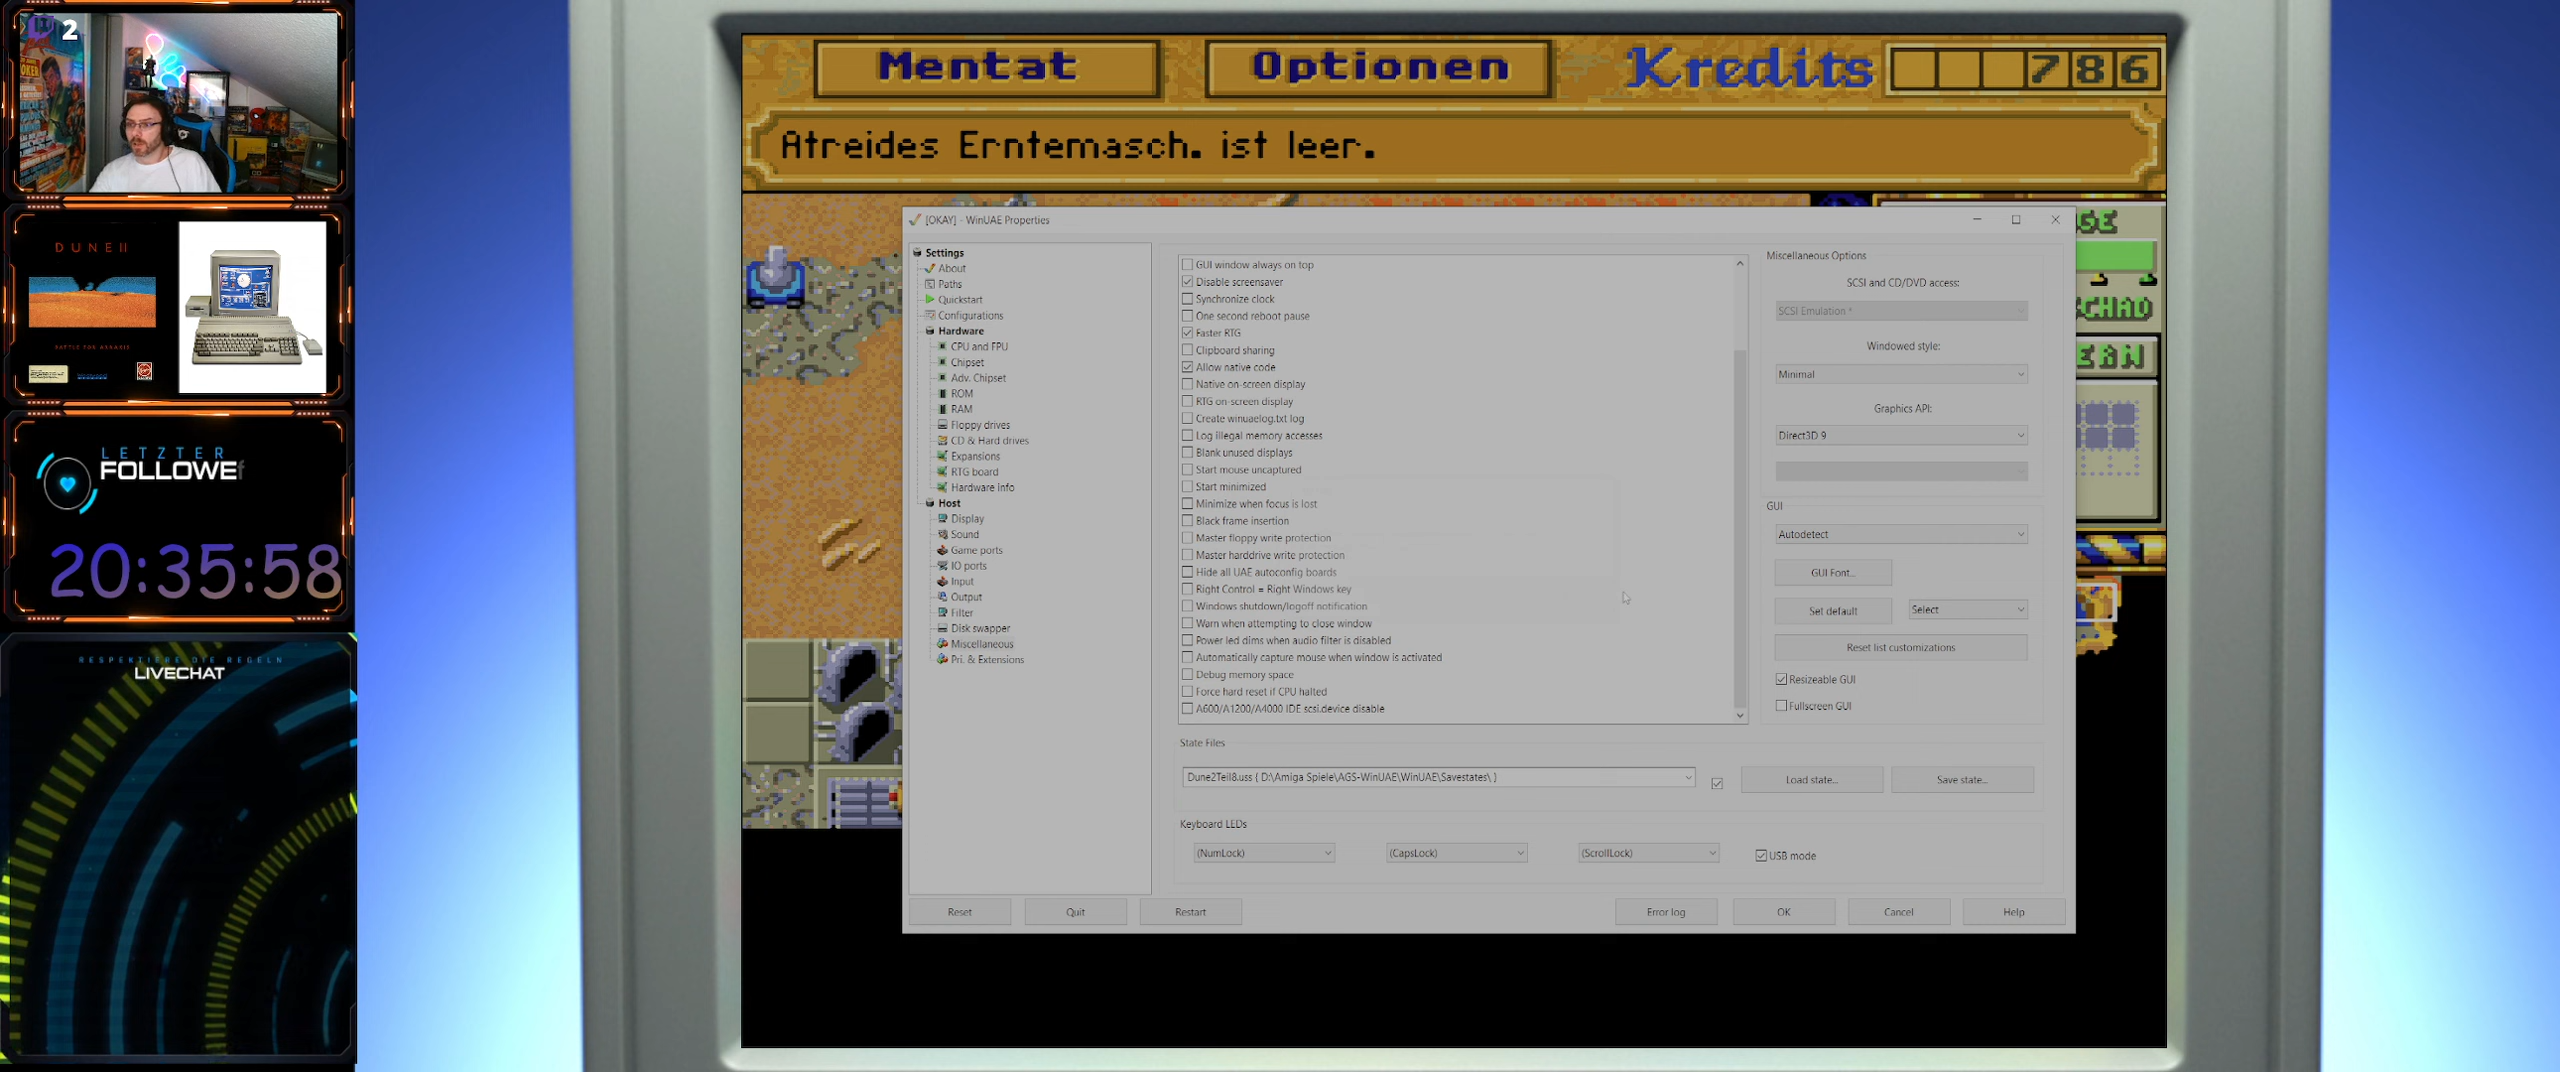 2
DUNE II
BATTLE FOR ARRAKIS
LETZTER
FOLLOWE
20:35:58
RESPEKTIERE DIE REGELN
LIVECHAT
Mentat
Optionen
Kredits
786
Atreides Erntemasch. ist leer.
[OKAY] - WinUAE Properties
Settings
About
Paths
Quickstart
Configurations
Hardware
CPU and FPU
Chipset
Adv. Chipset
ROM
RAM
Floppy drives
CD & Hard drives
Expansions
RTG board
Hardware info
Host
Display
Sound
Game ports
IO ports
Input
Output
Filter
Disk swapper
Miscellaneous
Pri. & Extensions
GUI window always on top
Disable screensaver
Synchronize clock
One second reboot pause
Faster RTG
Clipboard sharing
Allow native code
Native on-screen display
RTG on-screen display
Create winuaelog.txt log
Log illegal memory accesses
Blank unused displays
Start mouse uncaptured
Start minimized
Minimize when focus is lost
Black frame insertion
Master floppy write protection
Master harddrive write protection
Hide all UAE autoconfig boards
Right Control = Right Windows key
Windows shutdown/logoff notification
Warn when attempting to close window
Power led dims when audio filter is disabled
Automatically capture mouse when window is activated
Debug memory space
Force hard reset if CPU halted
A600/A1200/A4000 IDE scsi.device disable
Miscellaneous Options
SCSI and CD/DVD access:
SCSI Emulation *
Windowed style:
Minimal
Graphics API:
Direct3D 9
GUI
Autodetect
GUI Font...
Set default
Select
Reset list customizations
Resizeable GUI
Fullscreen GUI
State Files
Dune2Teil8.uss { D:\Amiga Spiele\AGS-WinUAE\WinUAE\Savestates\ }
Load state...
Save state...
Keyboard LEDs
(NumLock)
(CapsLock)
(ScrollLock)
USB mode
Reset
Quit
Restart
Error log
OK
Cancel
Help